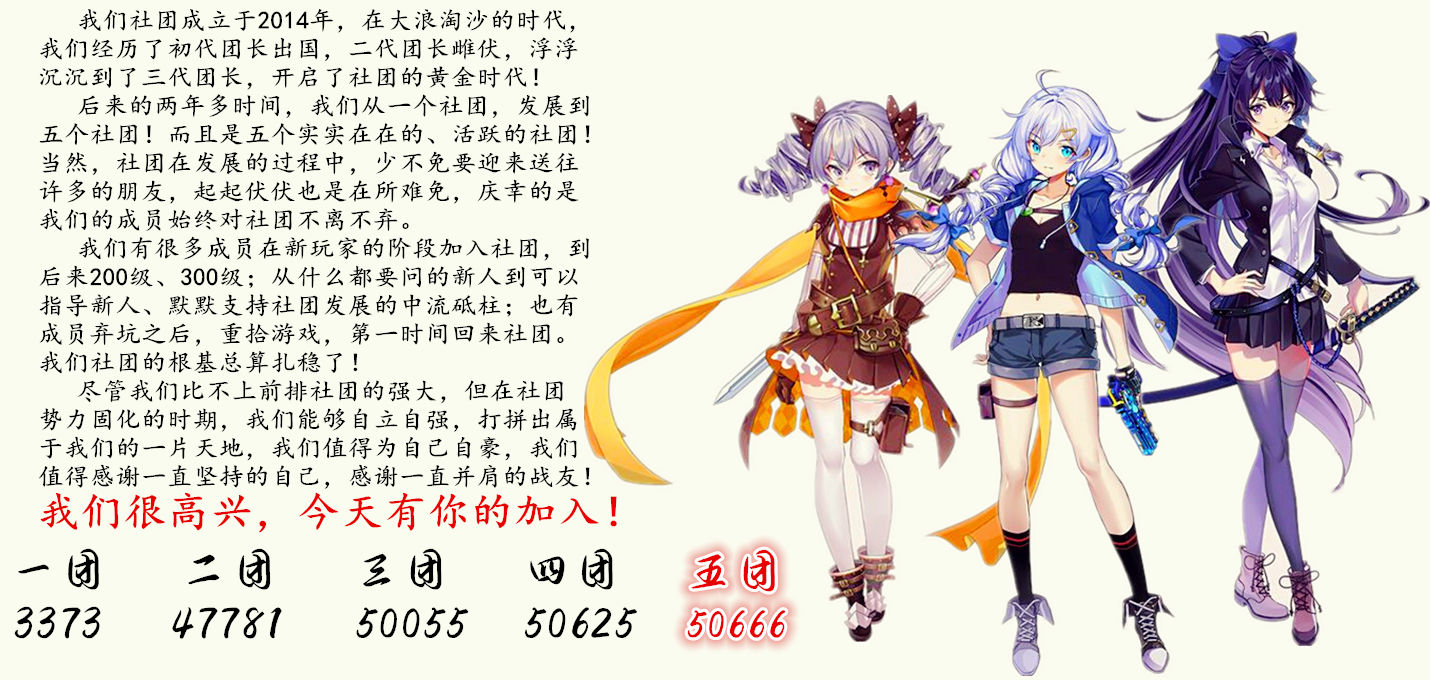 我们社团成立于2014年，在大浪淘沙的时代，
我们经历了初代团长出国，二代团长雌伏，浮浮
沉沉到了三代团长，开启了社团的黄金时代！
后来的两年多时间，我们从一个社团，发展到
五个社团！而且是五个实实在在的、活跃的社团！
当然，社团在发展的过程中，少不免要迎来送往
许多的朋友，起起伏伏也是在所难免，庆幸的是
我们的成员始终对社团不离不弃。
我们有很多成员在新玩家的阶段加入社团，到
后来200级、300级；从什么都要问的新人到可以
指导新人、默默支持社团发展的中流砥柱；也有
成员弃坑之后，重拾游戏，第一时间回来社团。
我们社团的根基总算扎稳了！
尽管我们比不上前排社团的强大，但在社团
势力固化的时期，我们能够自立自强，打拼出属
于我们的一片天地，我们值得为自己自豪，我们
值得感谢一直坚持的自己，感谢一直并肩的战友！
我们很高兴，今天有你的加入！
一团 二团 三团 四团 五团
3373 47781 50055 50625 50666